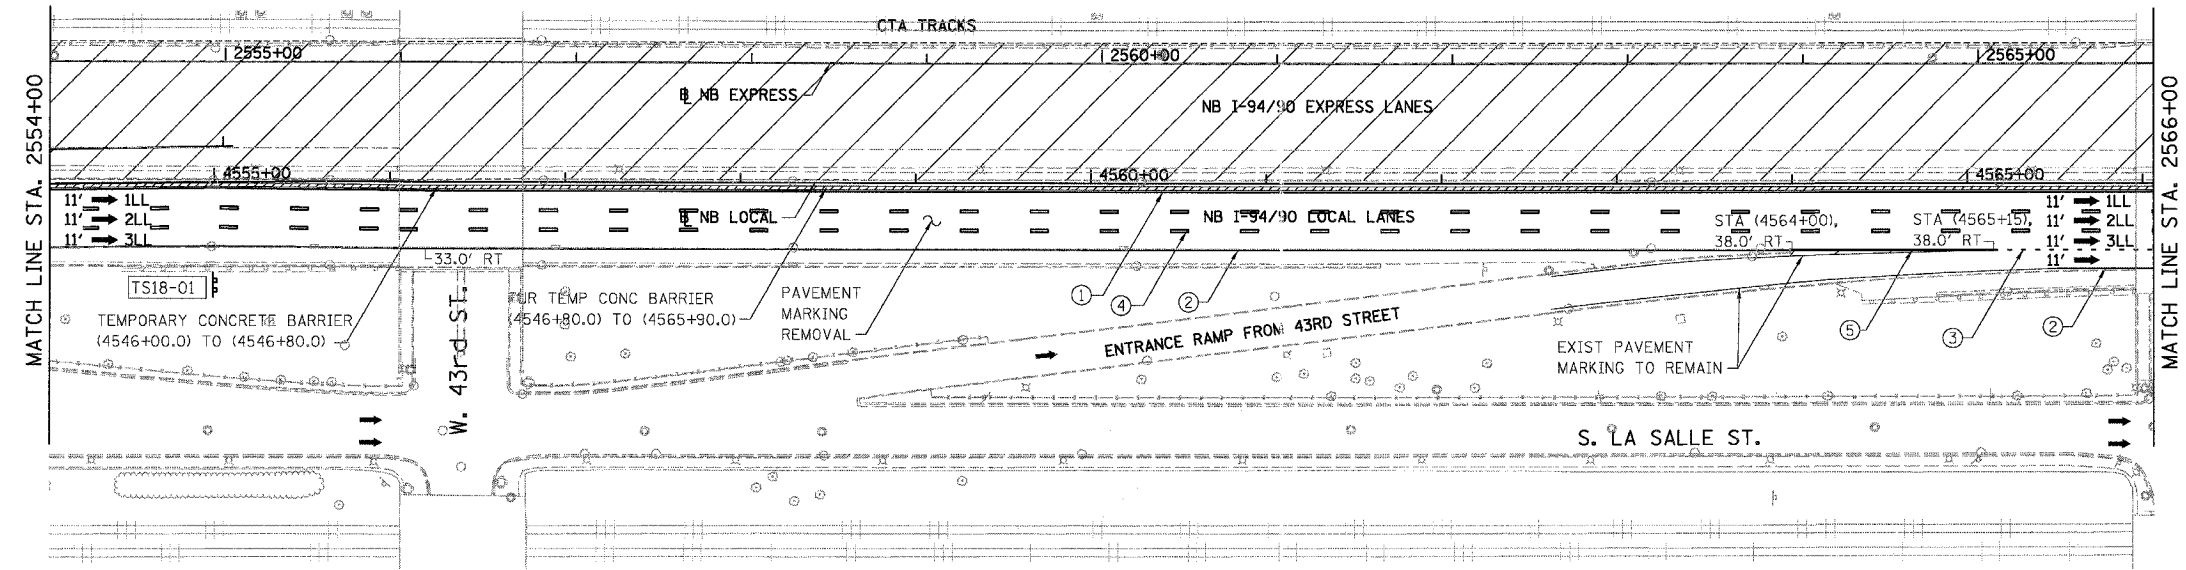 CTA TRACKS
2555+00
2560+00
2565+00
℄ NB EXPRESS
NB I-94/90 EXPRESS LANES
MATCH LINE STA. 2554+00
MATCH LINE STA. 2566+00
4555+00
4560+00
4565+00
11' 1LL
11' 2LL
11' 3LL
NB LOCAL
NB I-94/90 LOCAL LANES
STA (4564+00),
38.0' RT
STA (4565+15),
38.0' RT
11' 1LL
11' 2LL
11' 3LL
11'
33.0' RT
TS18-01
TEMPORARY CONCRETE BARRIER
(4546+00.0) TO (4546+80.0)
W. 43rd ST.
FUR TEMP CONC BARRIER
(4546+80.0) TO (4565+90.0)
PAVEMENT
MARKING
REMOVAL
1
4
2
ENTRANCE RAMP FROM 43RD STREET
EXIST PAVEMENT
MARKING TO REMAIN
5
3
2
S. LA SALLE ST.